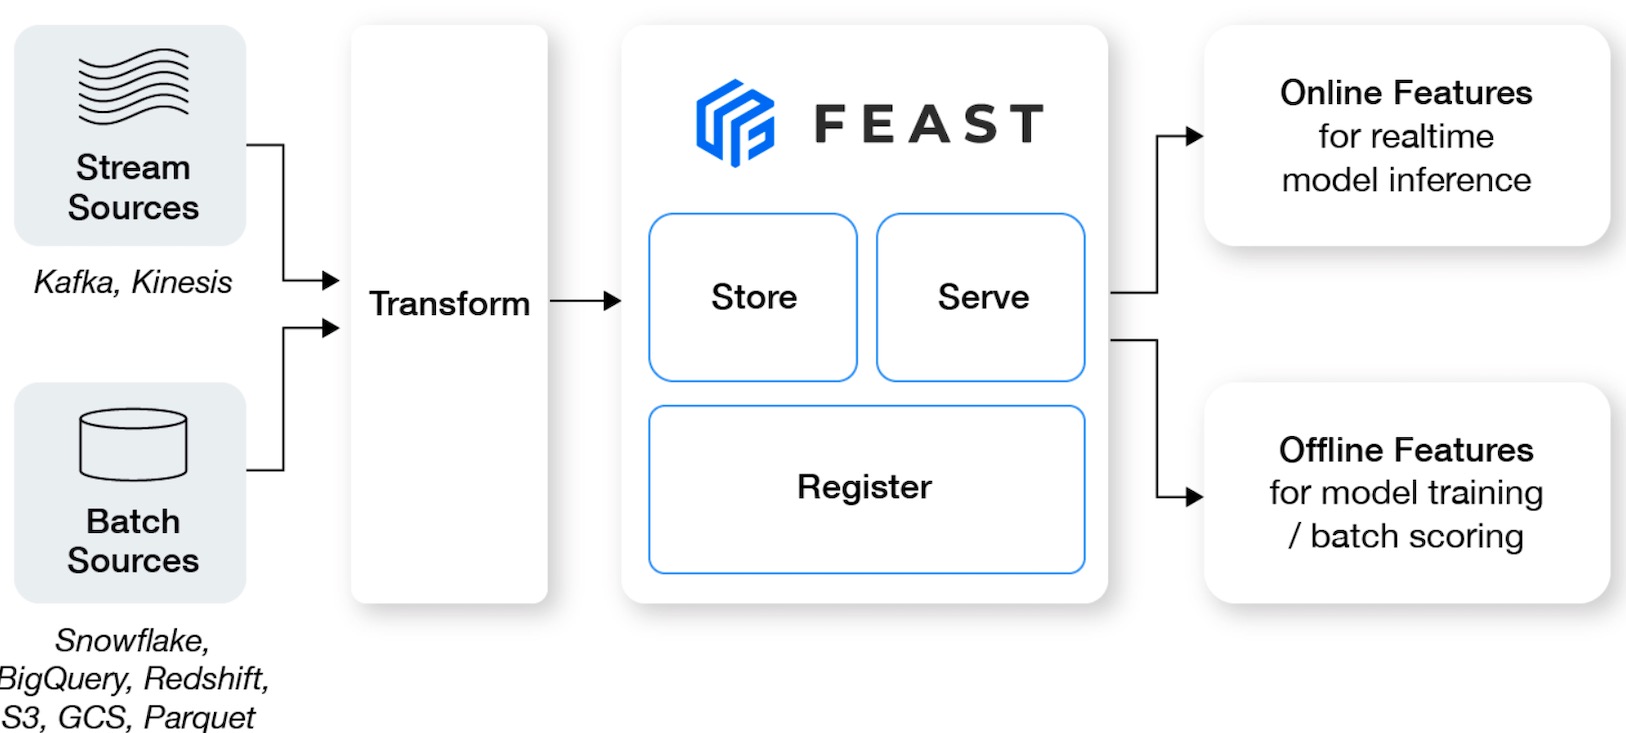 Stream
Sources
Kafka, Kinesis
Batch
Sources
Snowflake,
BigQuery, Redshift,
S3, GCS, Parquet
Transform
FEAST
Store
Serve
Register
Online Features
for realtime
model inference
Offline Features
for model training
/ batch scoring